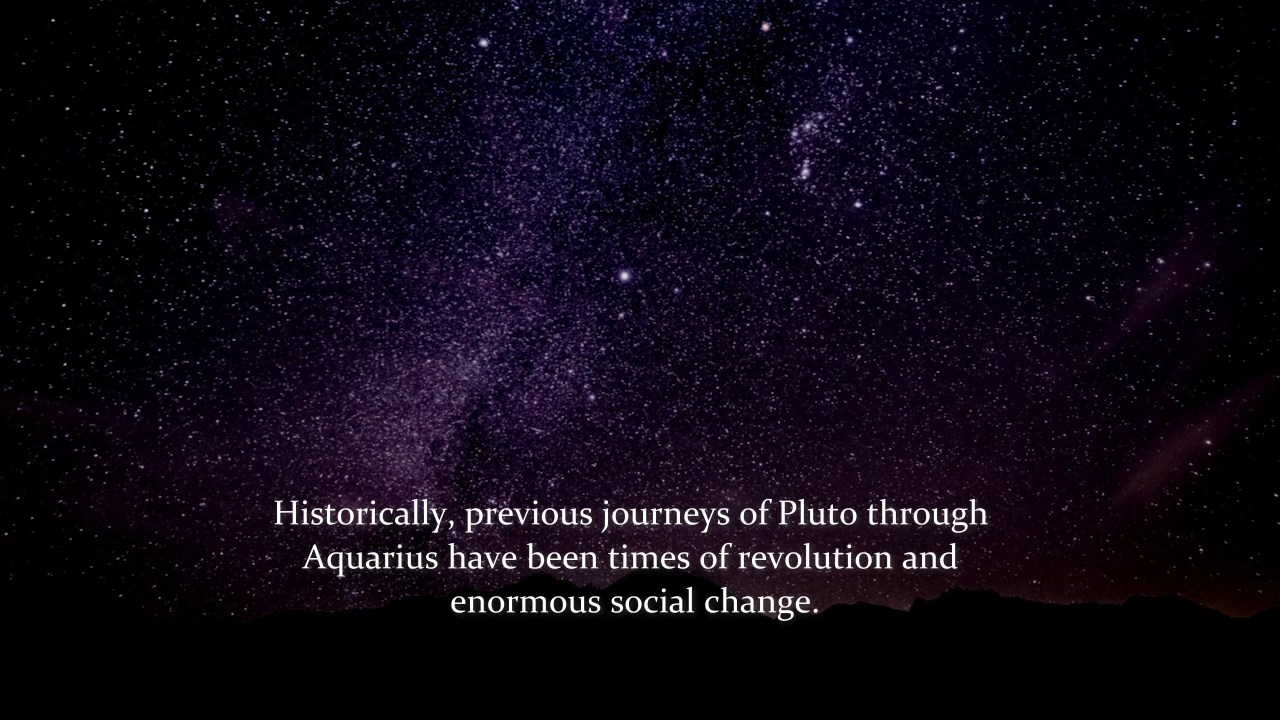 Historically, previous journeys of Pluto through
Aquarius have been times of revolution and
enormous social change.